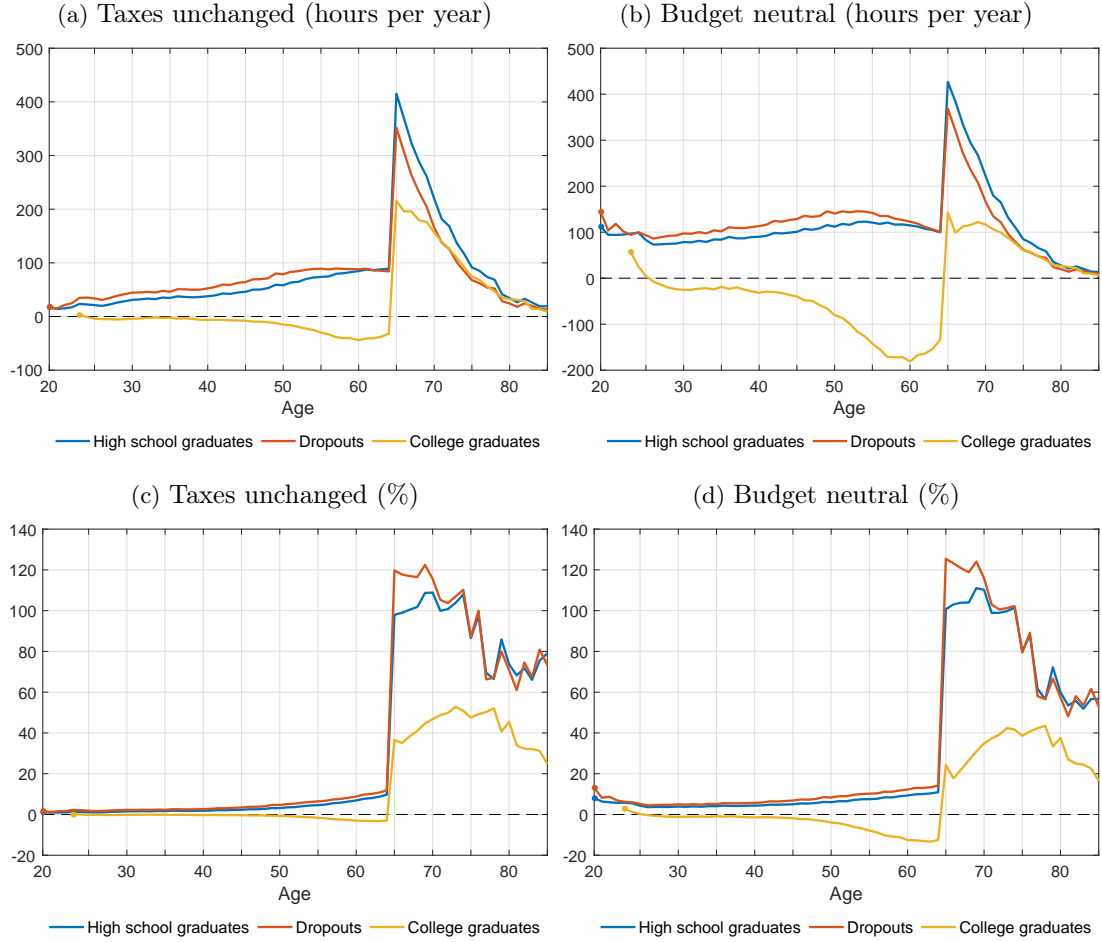 (a) Taxes unchanged (hours per year)
500
400
300
200
100
0
-100
20 30 40 50 60 70 80
Age
High school graduates Dropouts College graduates
(b) Budget neutral (hours per year)
500
400
300
200
100
0
-100
-200
20 30 40 50 60 70 80
Age
High school graduates Dropouts College graduates
(c) Taxes unchanged (%)
140
120
100
80
60
40
20
0
-20
20 30 40 50 60 70 80
Age
High school graduates Dropouts College graduates
(d) Budget neutral (%)
140
120
100
80
60
40
20
0
-20
20 30 40 50 60 70 80
Age
High school graduates Dropouts College graduates